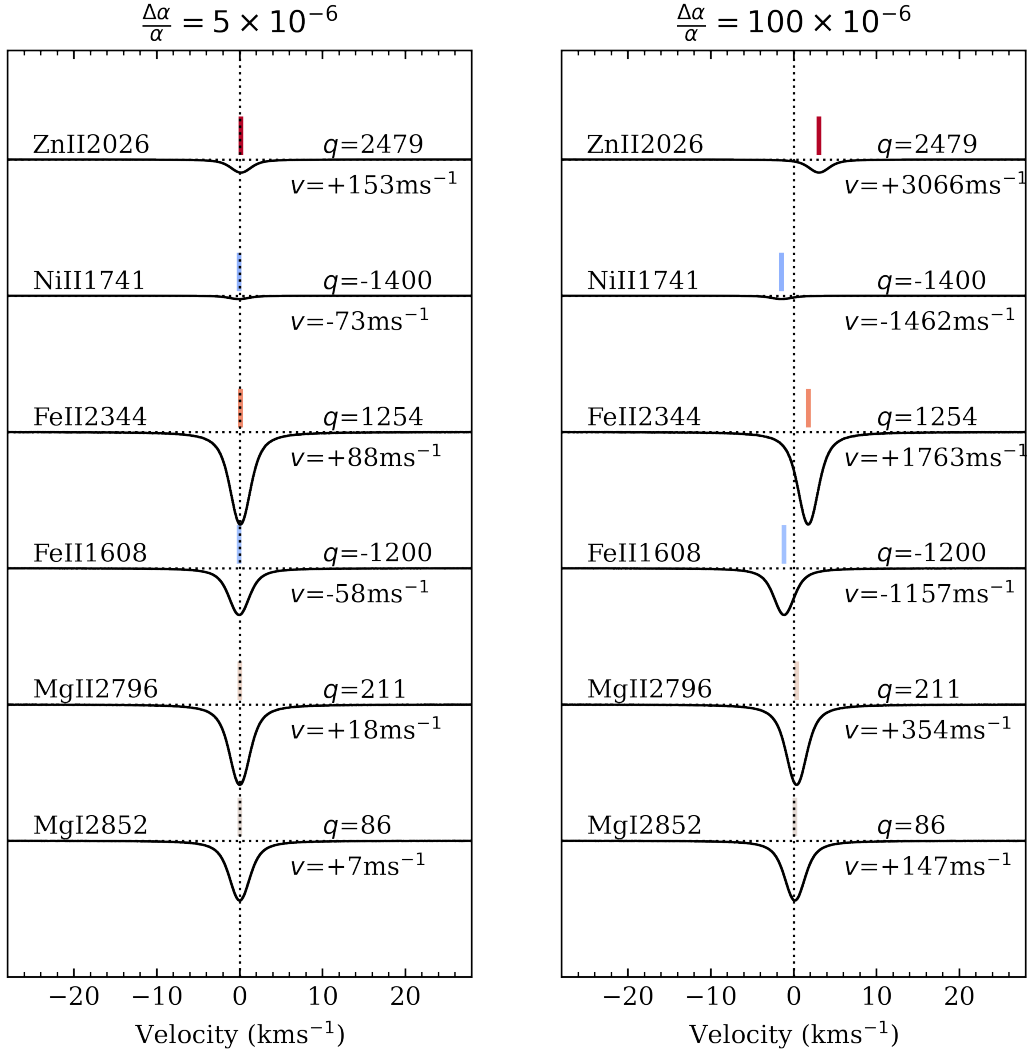 Δα/α = 5 × 10⁻⁶
ZnII2026 q=2479
v=+153ms⁻¹
NiII1741 q=-1400
v=-73ms⁻¹
FeII2344 q=1254
v=+88ms⁻¹
FeII1608 q=-1200
v=-58ms⁻¹
MgII2796 q=211
v=+18ms⁻¹
MgI2852 q=86
v=+7ms⁻¹
−20 −10 0 10 20
Velocity (kms⁻¹)
Δα/α = 100 × 10⁻⁶
ZnII2026 q=2479
v=+3066ms⁻¹
NiII1741 q=-1400
v=-1462ms⁻¹
FeII2344 q=1254
v=+1763ms⁻¹
FeII1608 q=-1200
v=-1157ms⁻¹
MgII2796 q=211
v=+354ms⁻¹
MgI2852 q=86
v=+147ms⁻¹
−20 −10 0 10 20
Velocity (kms⁻¹)